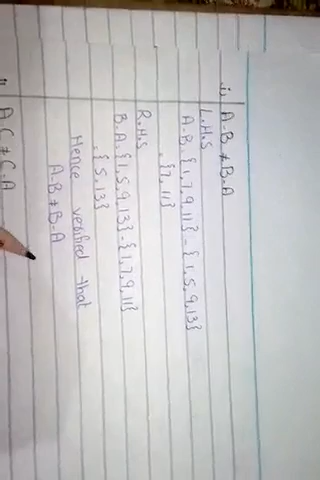 i. A-B ≠ B-A
L.H.S
A-B = {1,7,9,11} - {1,5,9,13}
= {7,11}
R.H.S
B-A = {1,5,9,13} - {1,7,9,11}
= {5,13}
Hence verified that
A-B ≠ B-A
ii A-C ≠ C-A